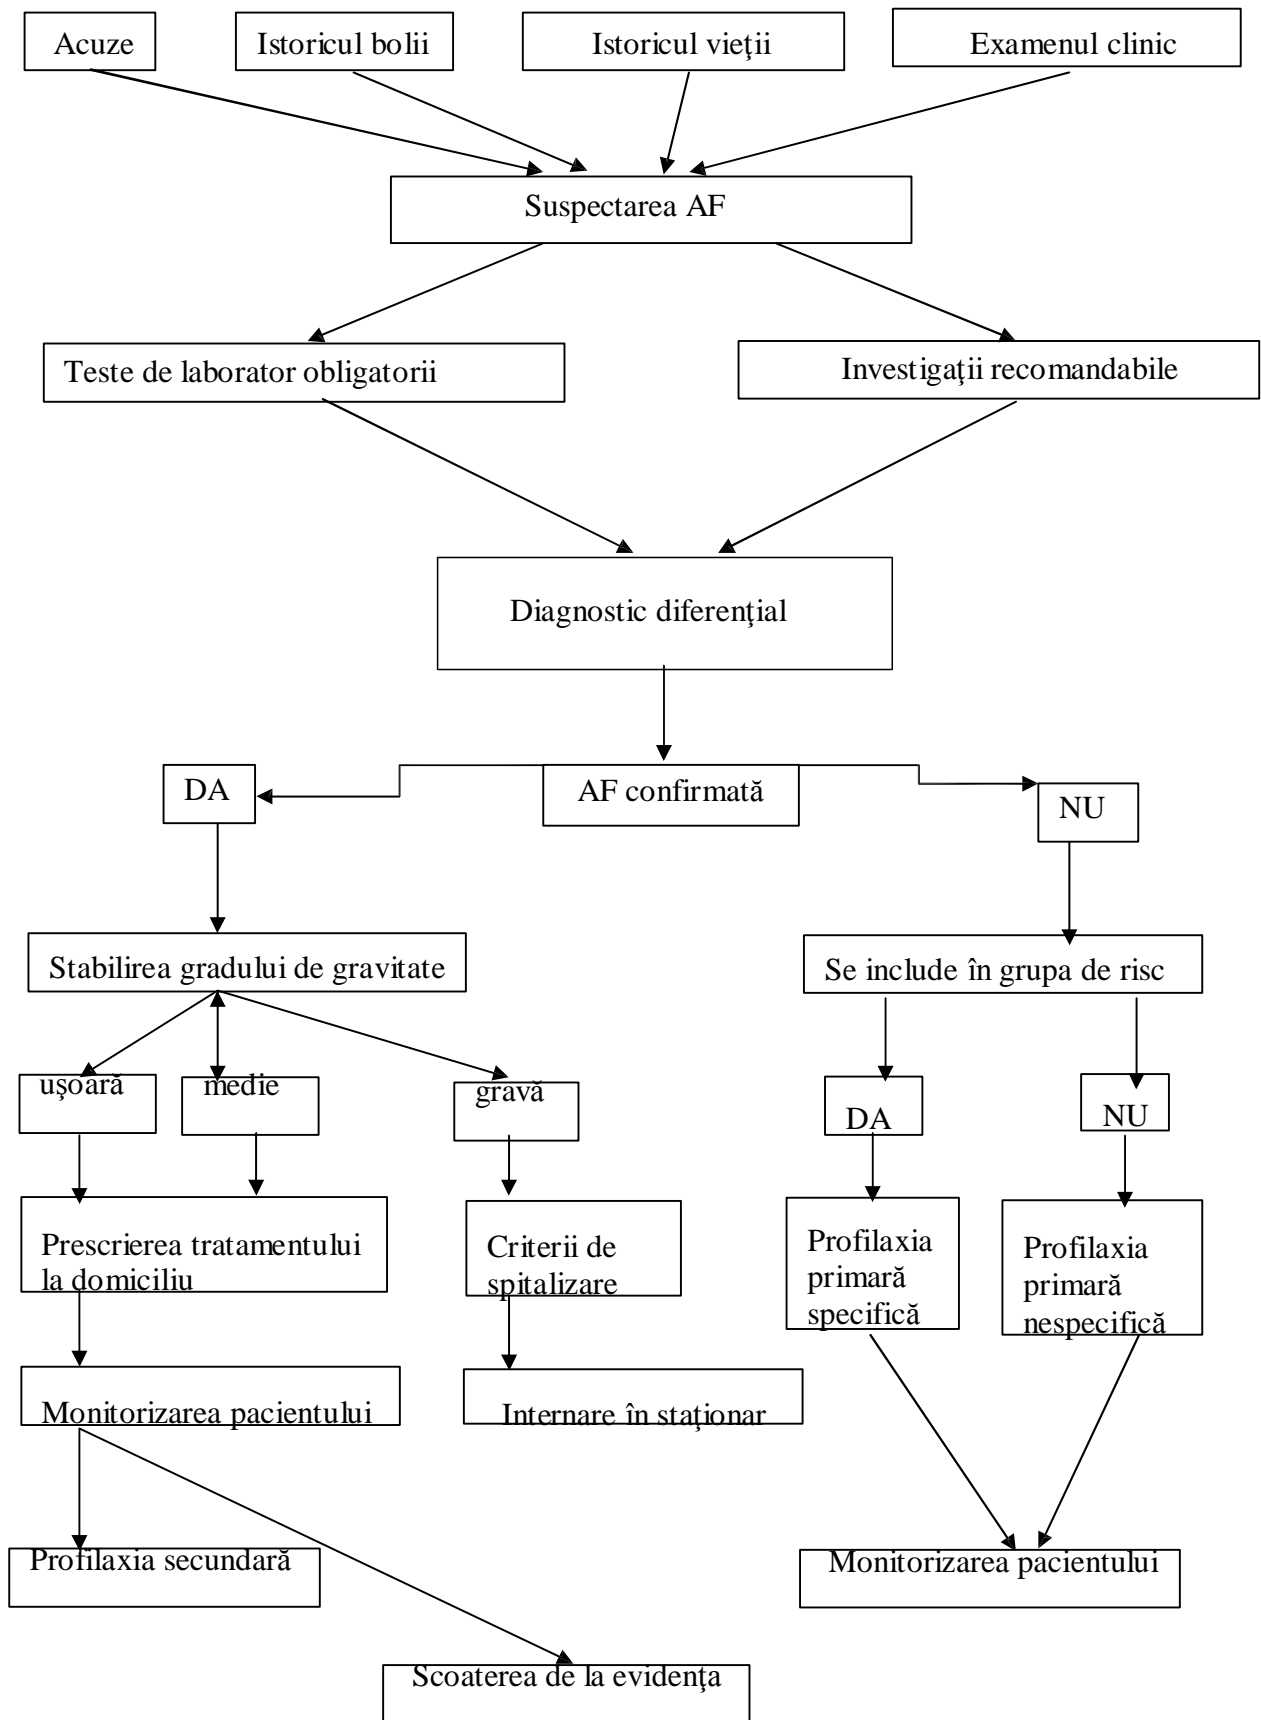 Acuze
Istoricul bolii
Istoricul vieţii
Examenul clinic
Suspectarea AF
Teste de laborator obligatorii
Investigaţii recomandabile
Diagnostic diferenţial
DA
AF confirmată
NU
Stabilirea gradului de gravitate
Se include în grupa de risc
uşoară
medie
gravă
DA
NU
Prescrierea tratamentului
la domiciliu
Criterii de
spitalizare
Profilaxia
primară
specifică
Profilaxia
primară
nespecifică
Monitorizarea pacientului
Internare în staţionar
Profilaxia secundară
Monitorizarea pacientului
Scoaterea de la evidenţa